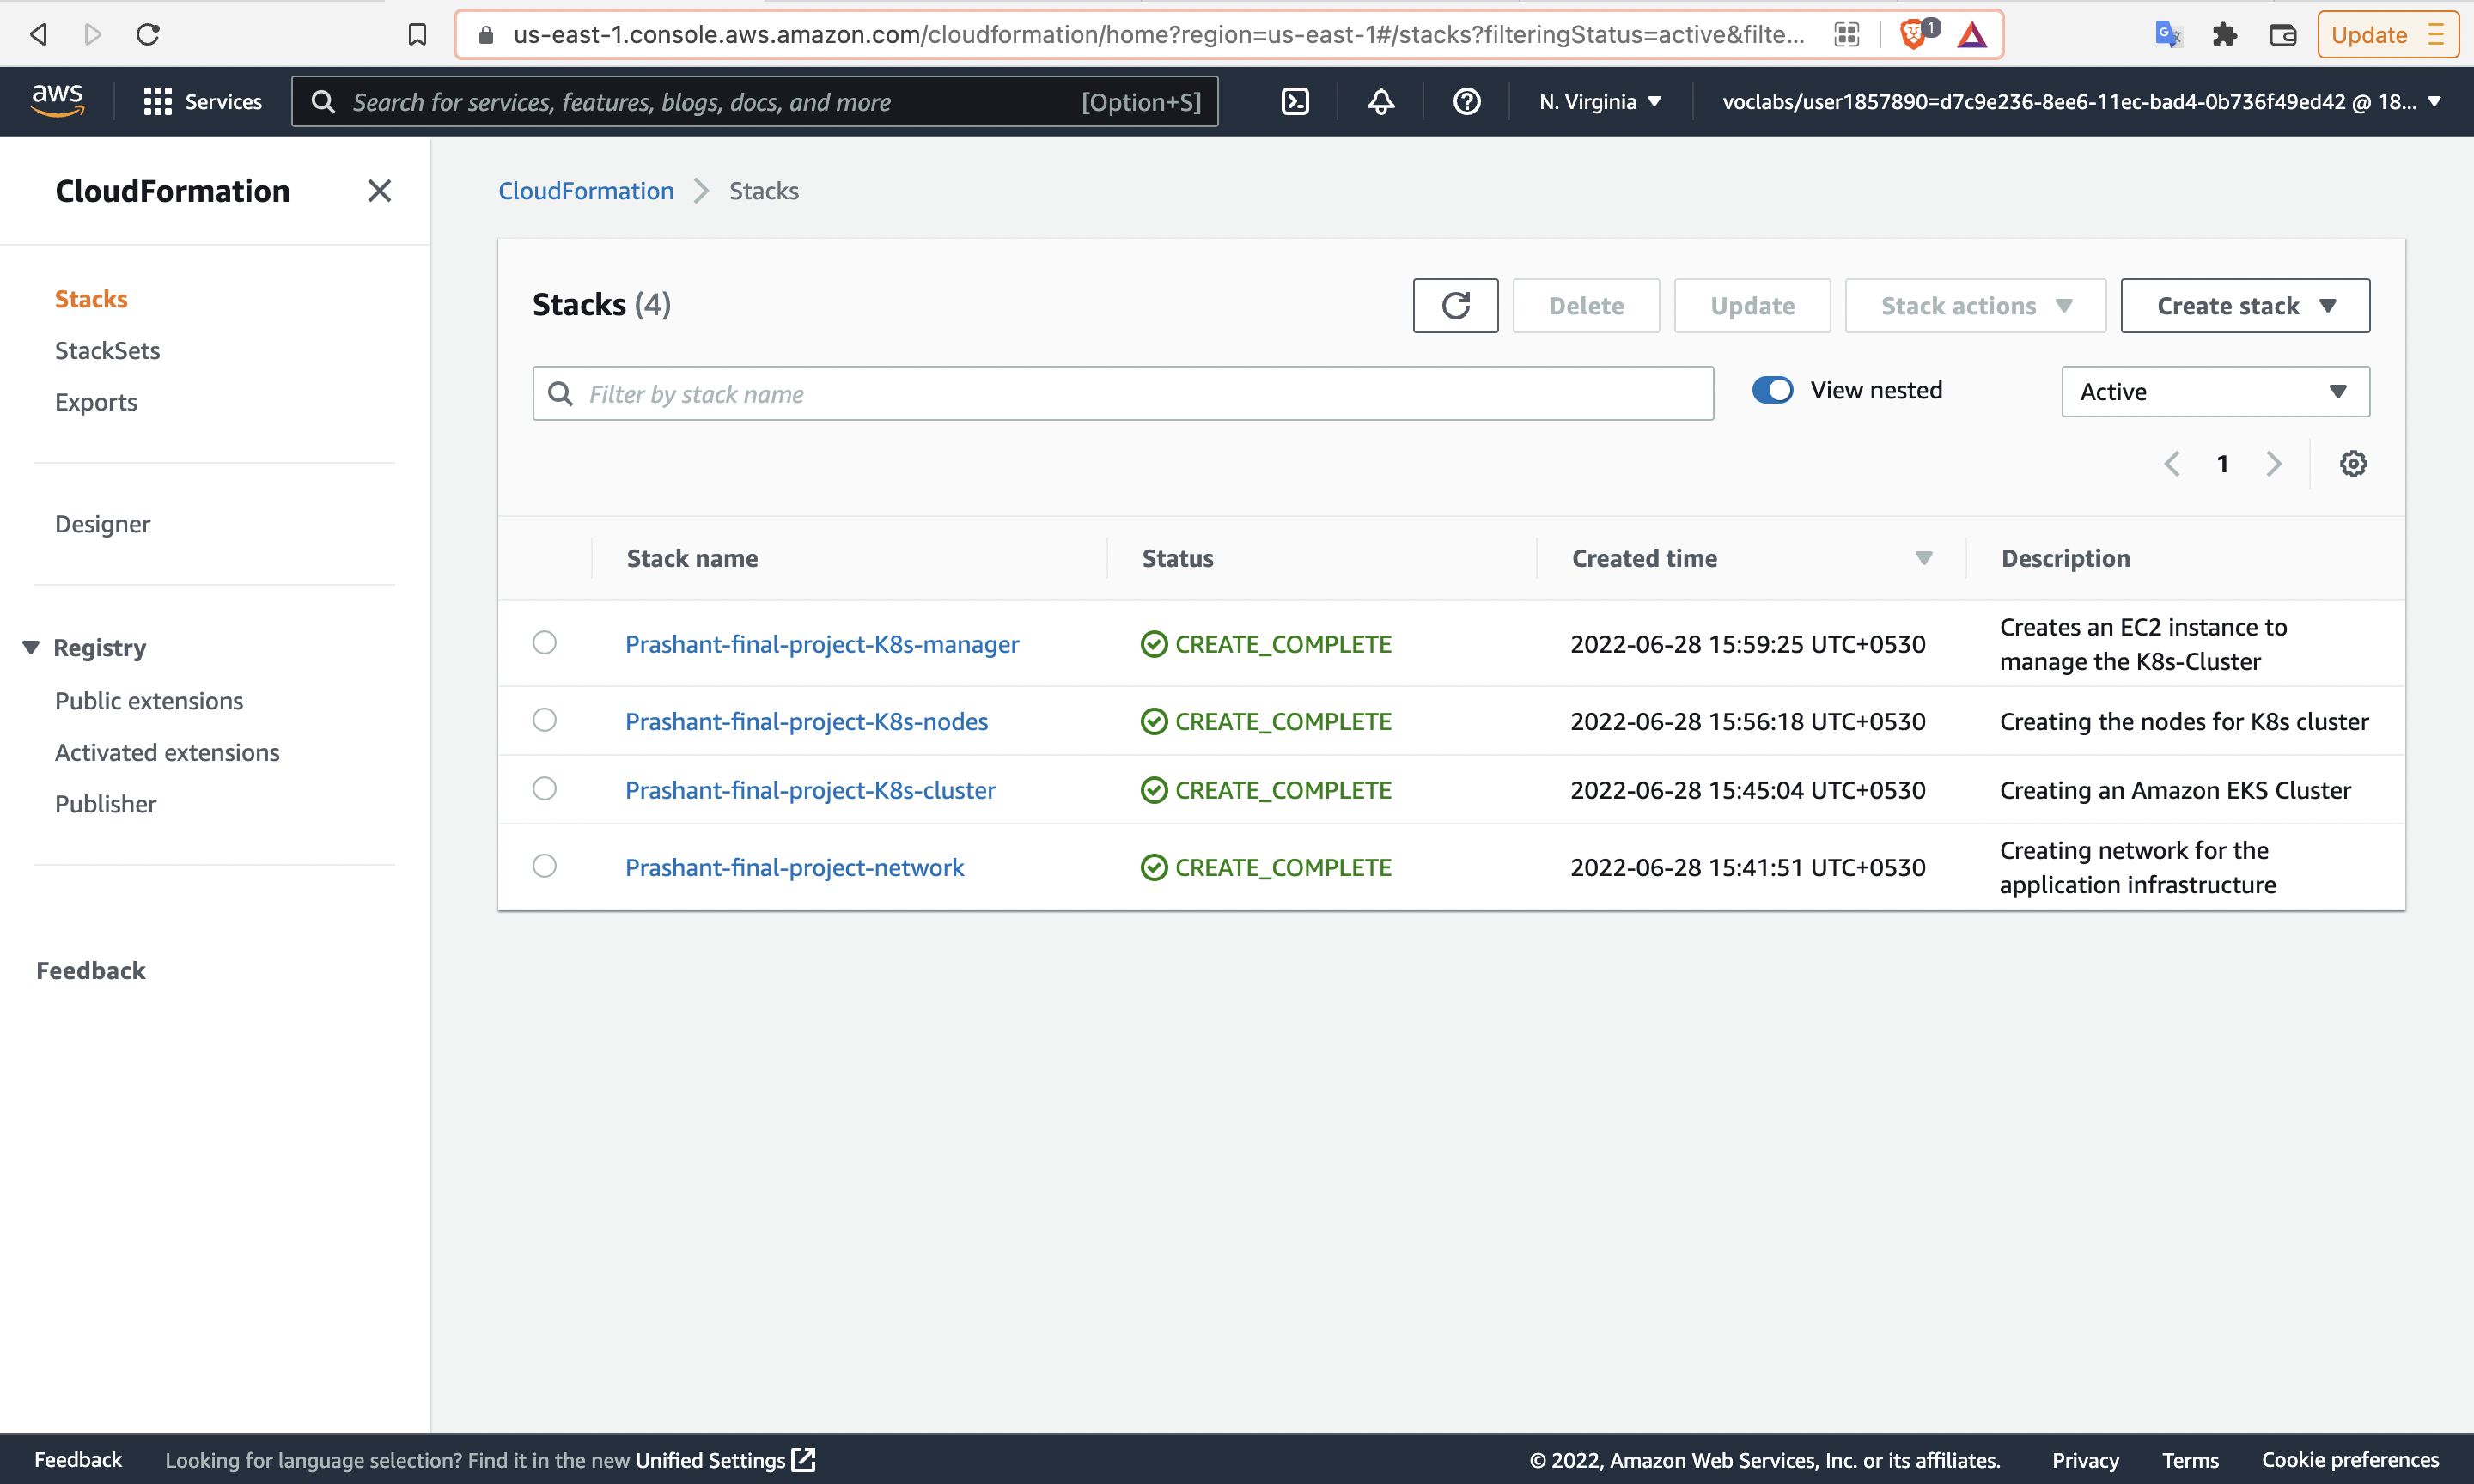 us-east-1.console.aws.amazon.com/cloudformation/home?region=us-east-1#/stacks?filteringStatus=active&filte...
1
Update
aws
Services
Search for services, features, blogs, docs, and more
[Option+S]
N. Virginia
voclabs/user1857890=d7c9e236-8ee6-11ec-bad4-0b736f49ed42 @ 18...
CloudFormation
Stacks
StackSets
Exports
Designer
Registry
Public extensions
Activated extensions
Publisher
Feedback
CloudFormation
Stacks
Stacks (4)
Delete
Update
Stack actions
Create stack
Filter by stack name
View nested
Active
1
Stack name
Status
Created time
Description
Prashant-final-project-K8s-manager
CREATE_COMPLETE
2022-06-28 15:59:25 UTC+0530
Creates an EC2 instance to
manage the K8s-Cluster
Prashant-final-project-K8s-nodes
CREATE_COMPLETE
2022-06-28 15:56:18 UTC+0530
Creating the nodes for K8s cluster
Prashant-final-project-K8s-cluster
CREATE_COMPLETE
2022-06-28 15:45:04 UTC+0530
Creating an Amazon EKS Cluster
Prashant-final-project-network
CREATE_COMPLETE
2022-06-28 15:41:51 UTC+0530
Creating network for the
application infrastructure
Feedback
Looking for language selection? Find it in the new Unified Settings
© 2022, Amazon Web Services, Inc. or its affiliates.
Privacy
Terms
Cookie preferences